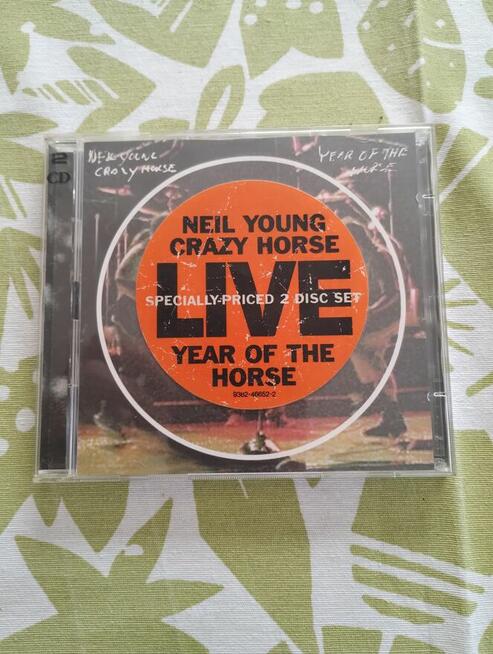 2
CD
NEIL YOUNG
CRAZY HORSE
YEAR OF THE
HORSE
NEIL YOUNG
CRAZY HORSE
LIVE
SPECIALLY-PRICED 2 DISC SET
YEAR OF THE
HORSE
9362-46652-2